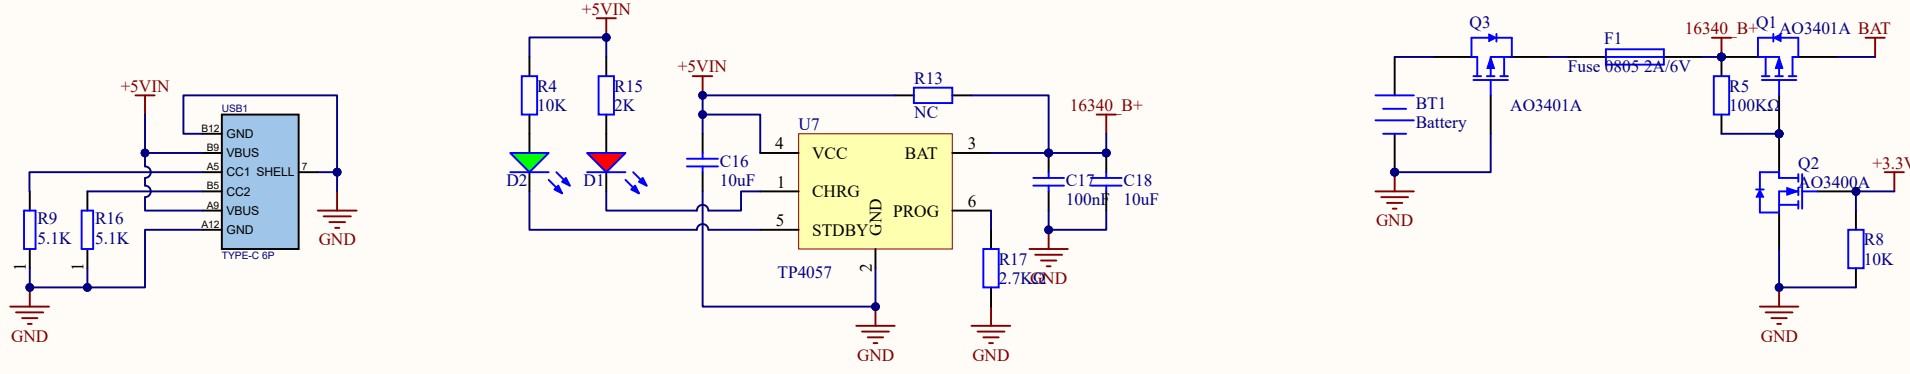 +5VIN
USB1
B12
GND
B9
VBUS
A5
CC1
SHELL
7
B5
CC2
A9
VBUS
A12
GND
TYPE-C 6P
R9
5.1K
1
R16
5.1K
1
GND
GND
+5VIN
R4
10K
R15
2K
D2
D1
+5VIN
R13
NC
16340_B+
C16
10uF
U7
4
VCC
BAT
3
1
CHRG
PROG
6
5
STDBY
GND
2
TP4057
C17
100nF
C18
10uF
GND
R17
2.7KΩ
GND
GND
Q3
AO3401A
F1
Fuse 0805 2A/6V
16340_B+
Q1
AO3401A
BAT
BT1
Battery
GND
R5
100KΩ
Q2
AO3400A
+3.3V
R8
10K
GND